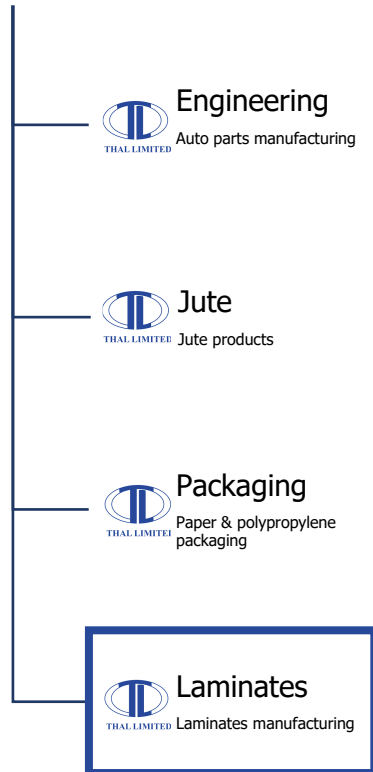 Engineering
Auto parts manufacturing
THAL LIMITED
Jute
THAL LIMITED
Jute products
Packaging
Paper & polypropylene
packaging
THAL LIMITED
Laminates
THAL LIMITED
Laminates manufacturing